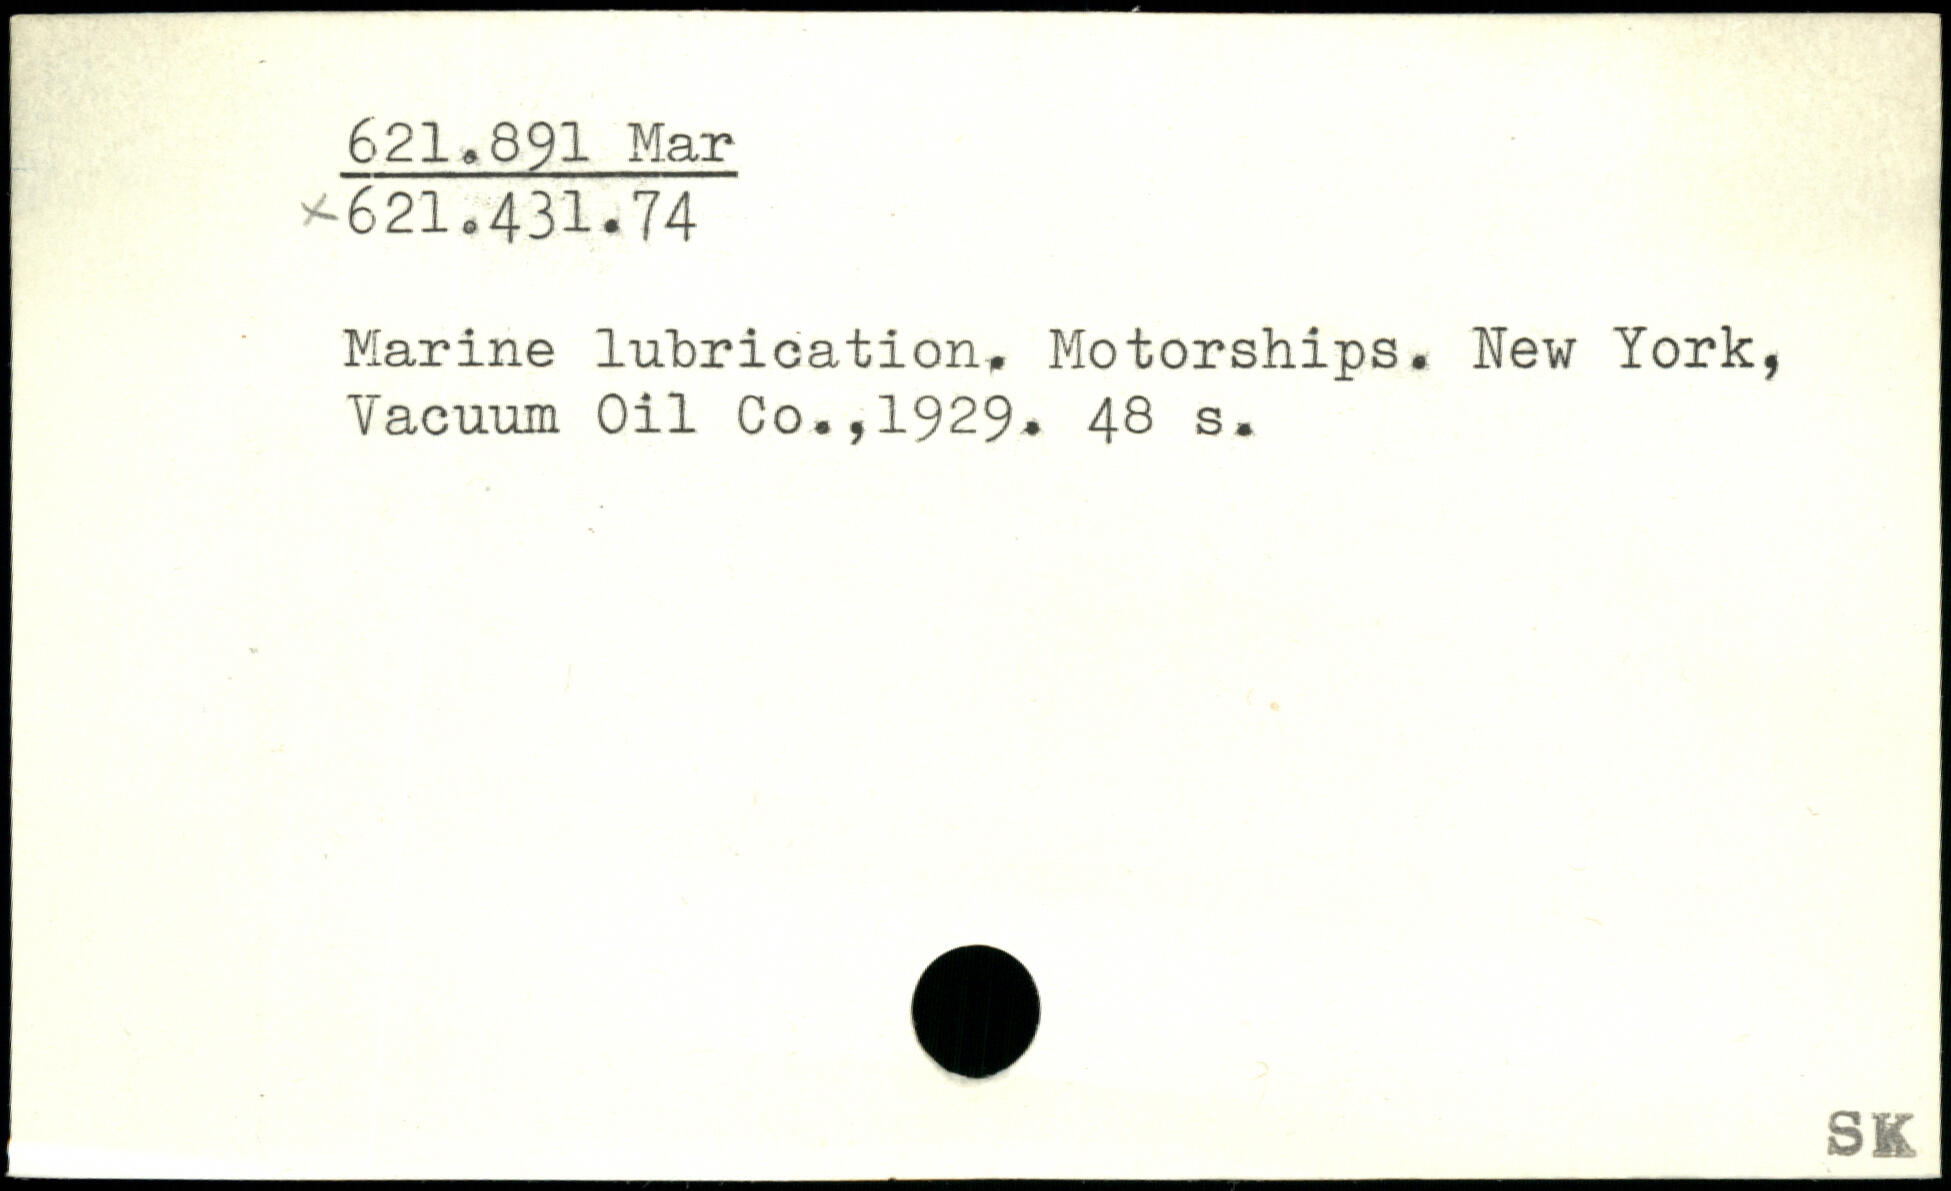 621.891 Mar
×621.431.74
Marine lubrication. Motorships. New York,
Vacuum Oil Co.,1929. 48 s.
SK